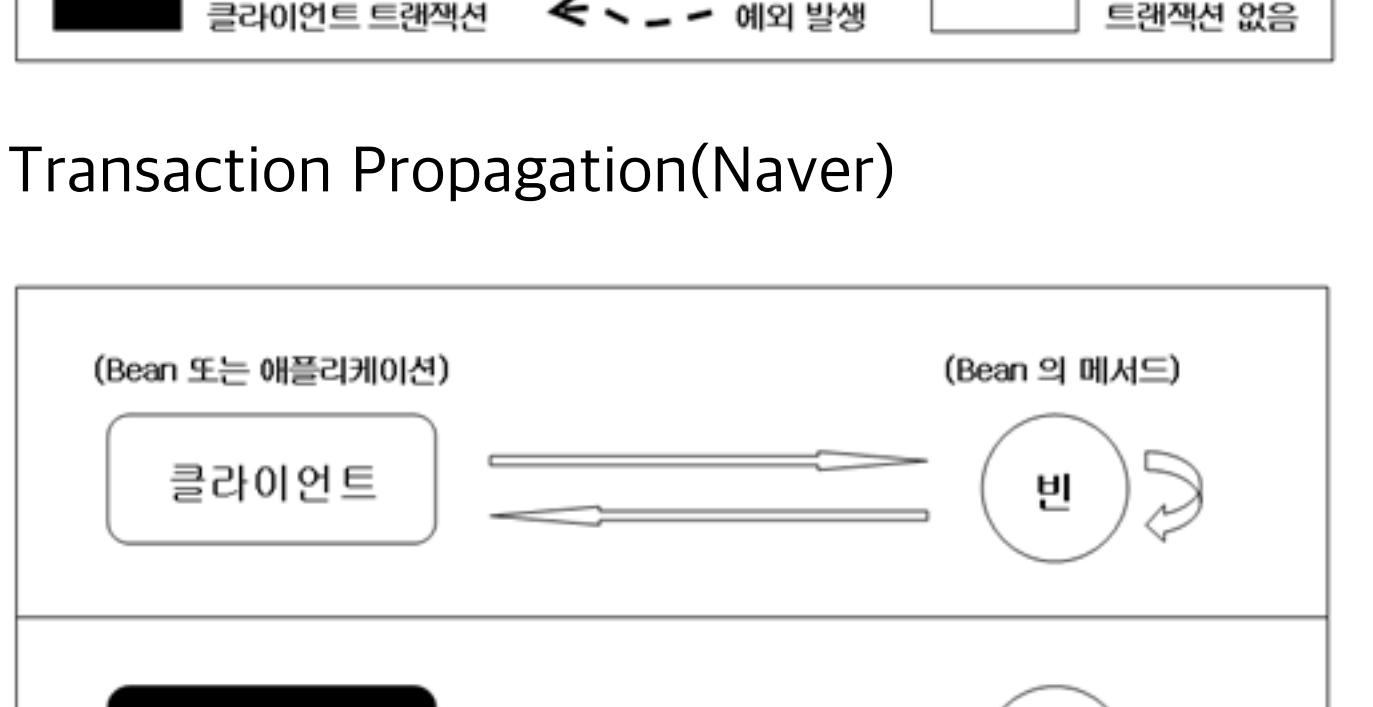 클라이언트 트랜잭션 예외 발생 트랜잭션 없음
Transaction Propagation(Naver)
(Bean 또는 애플리케이션) (Bean 의 메서드)
클라이언트 빈